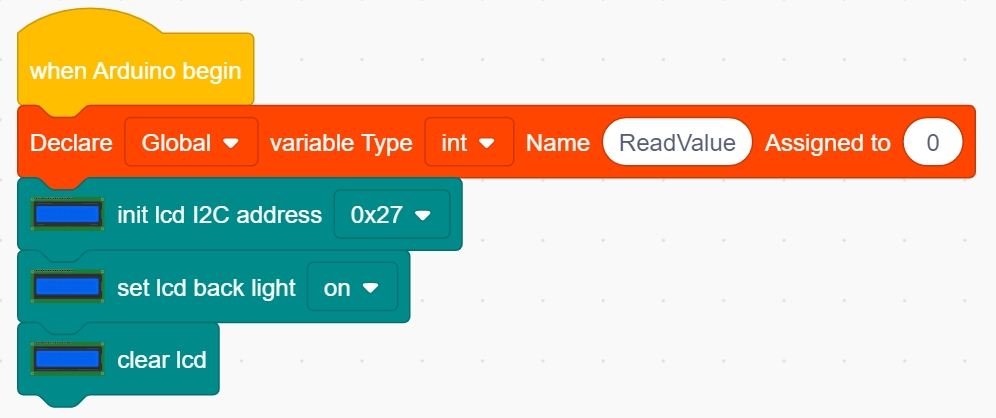 when Arduino begin
Declare Global variable Type int Name ReadValue Assigned to 0
init lcd I2C address 0x27
set lcd back light on
clear lcd